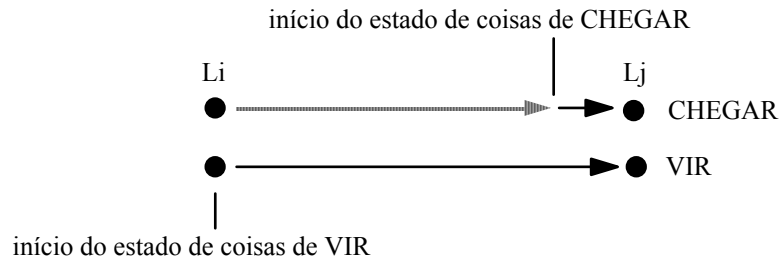 início do estado de coisas de CHEGAR
Li
Lj
CHEGAR
VIR
início do estado de coisas de VIR